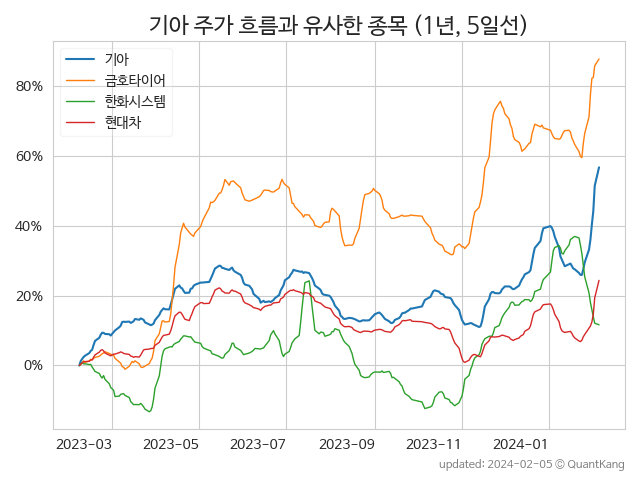 기아 주가 흐름과 유사한 종목 (1년, 5일선)
기아
금호타이어
한화시스템
현대차
80%
60%
40%
20%
0%
2023-03 2023-05 2023-07 2023-09 2023-11 2024-01
updated: 2024-02-05 © QuantKang